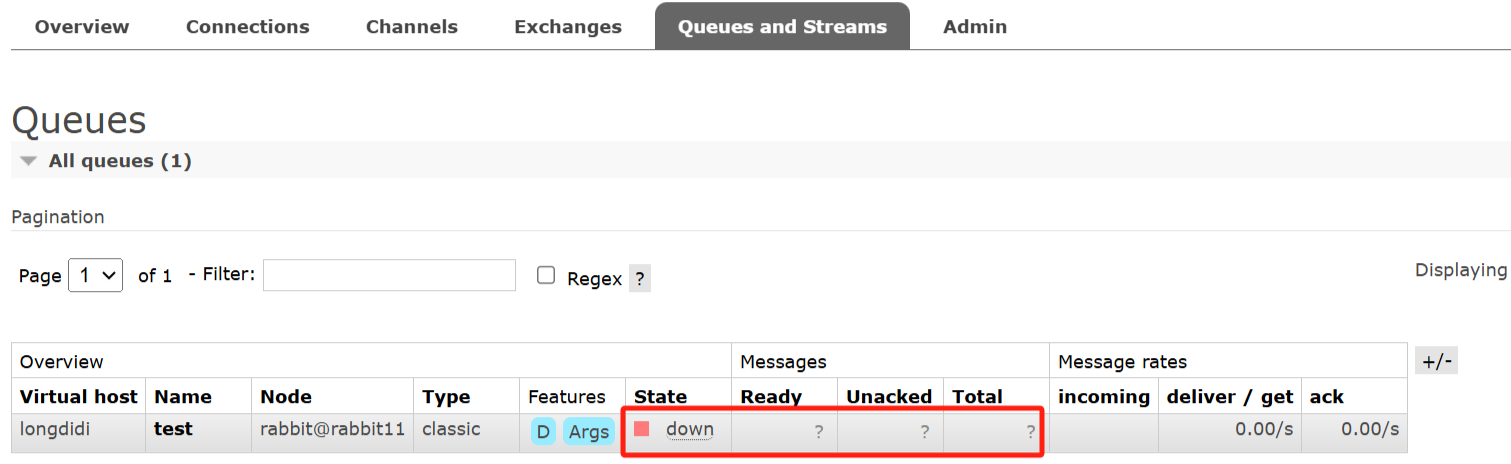 Overview Connections Channels Exchanges Queues and Streams Admin
Queues
All queues (1)
Pagination
Page 1 of 1 - Filter: Regex ? Displaying
Overview Messages Message rates +/-
Virtual host Name Node Type Features State Ready Unacked Total incoming deliver / get ack
longdidi test rabbit@rabbit11 classic D Args down ? ? ? 0.00/s 0.00/s